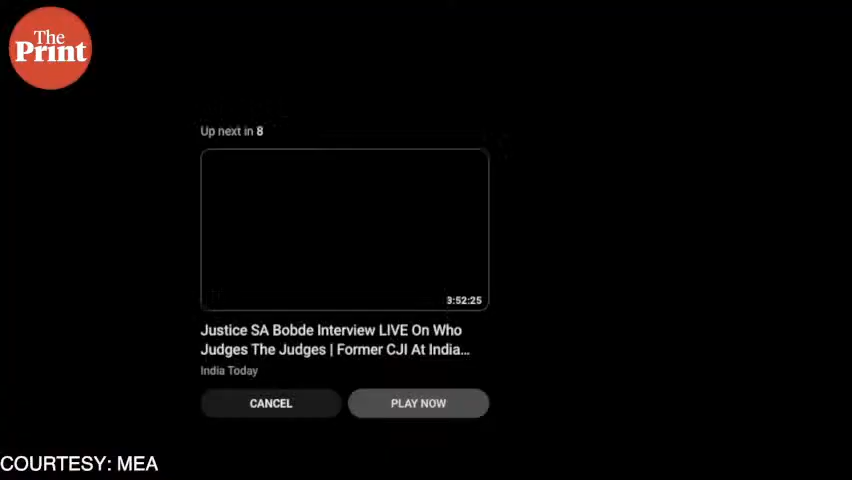 The
Print
Up next in 8
3:52:25
Justice SA Bobde Interview LIVE On Who
Judges The Judges | Former CJI At India...
India Today
CANCEL
PLAY NOW
COURTESY: MEA